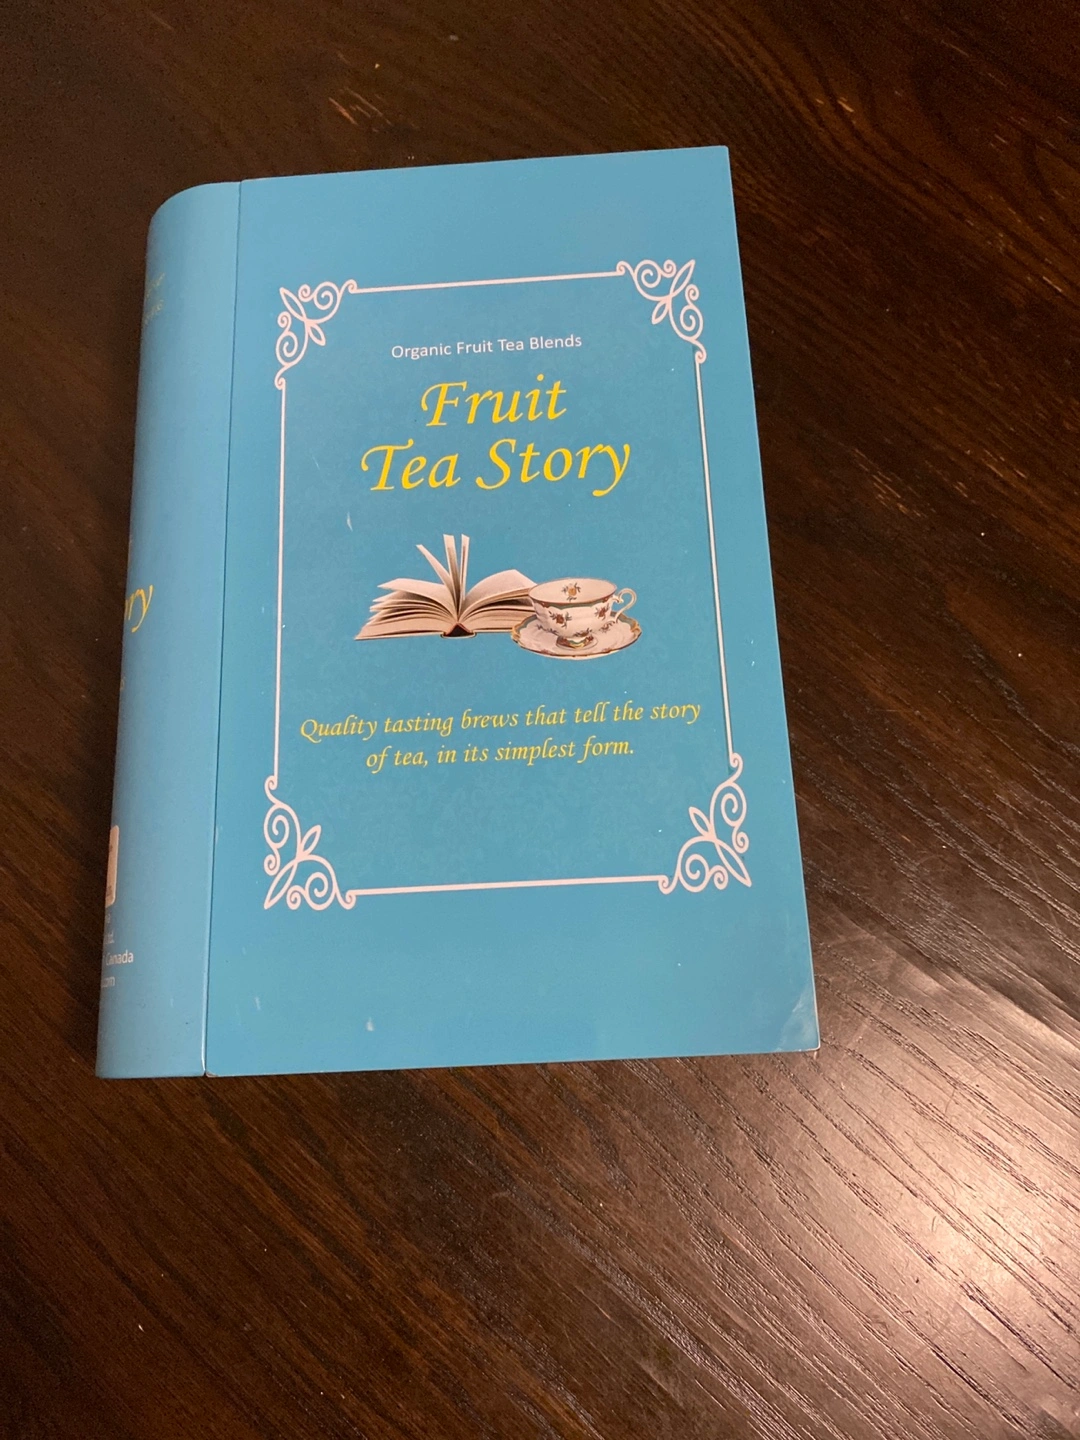 Organic Fruit Tea Blends
Fruit
Tea Story
Quality tasting brews that tell the story
of tea, in its simplest form.
Canada